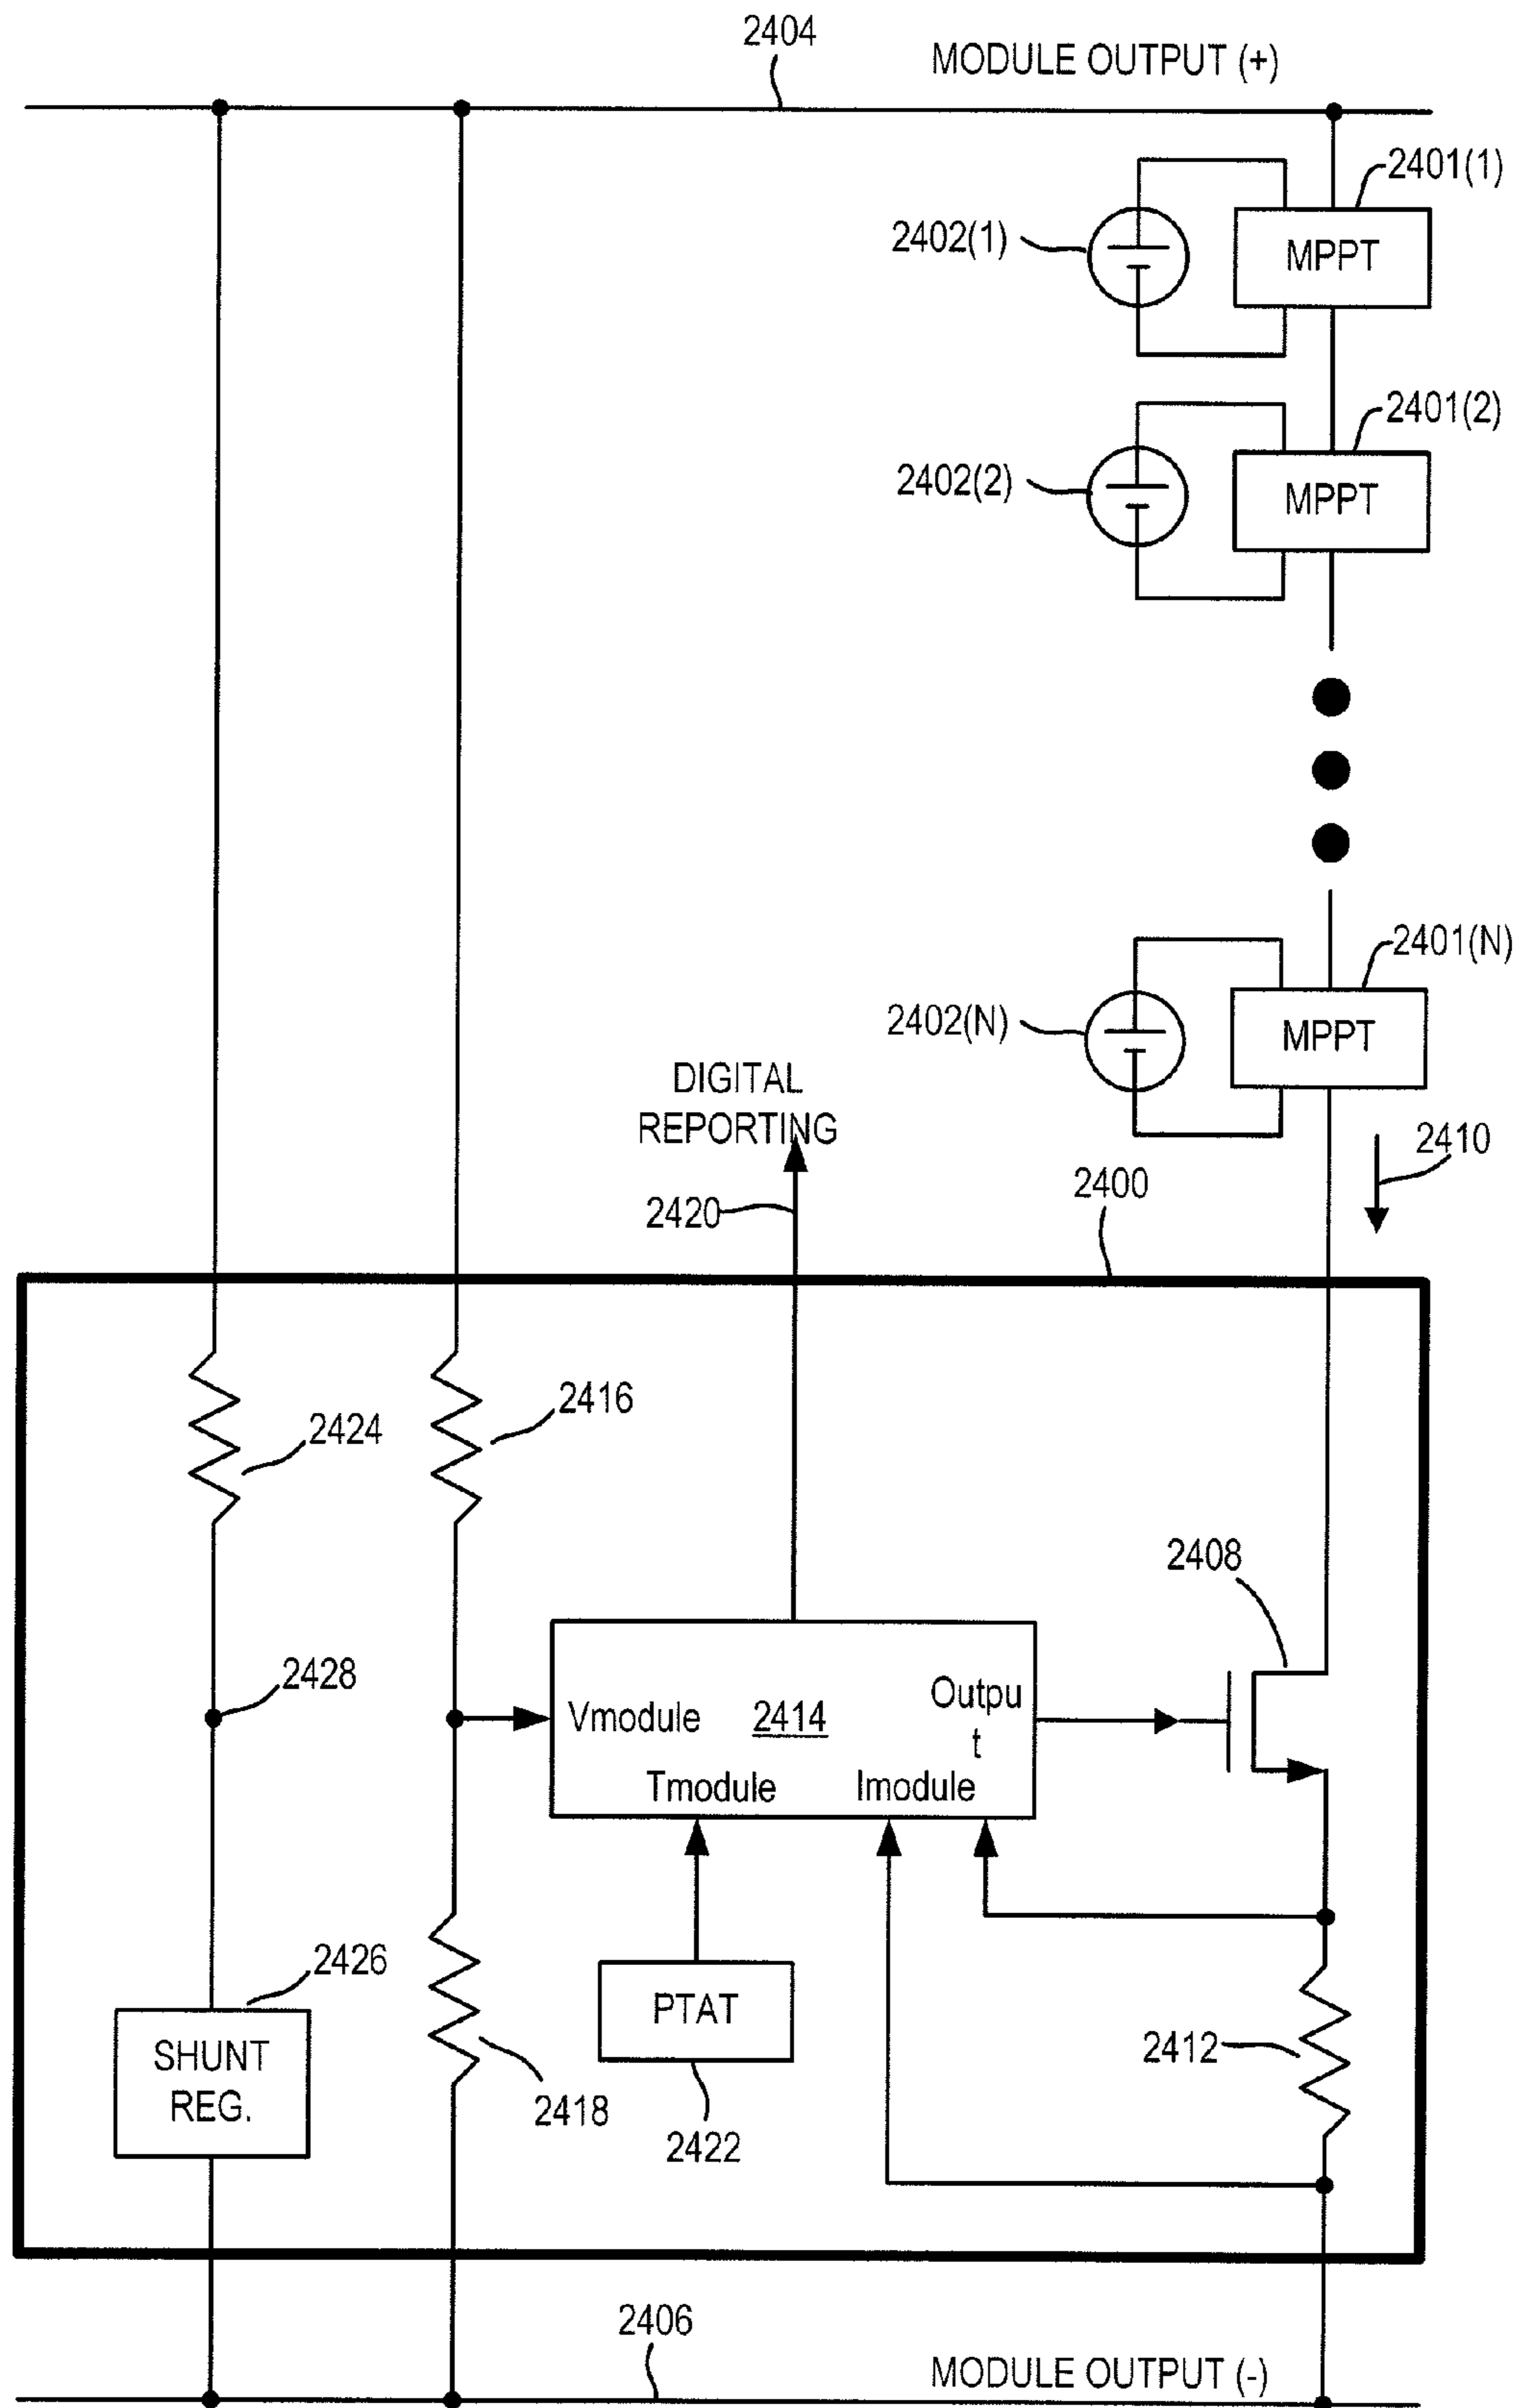 2404
MODULE OUTPUT (+)
2401(1)
2402(1)
MPPT
2401(2)
2402(2)
MPPT
2401(N)
2402(N)
MPPT
DIGITAL
REPORTING
2410
2420
2400
2416
2424
2408
2428
Vmodule
2414
Outpu
t
Tmodule
Imodule
2426
SHUNT
REG.
PTAT
2412
2418
2422
2406
MODULE OUTPUT (-)